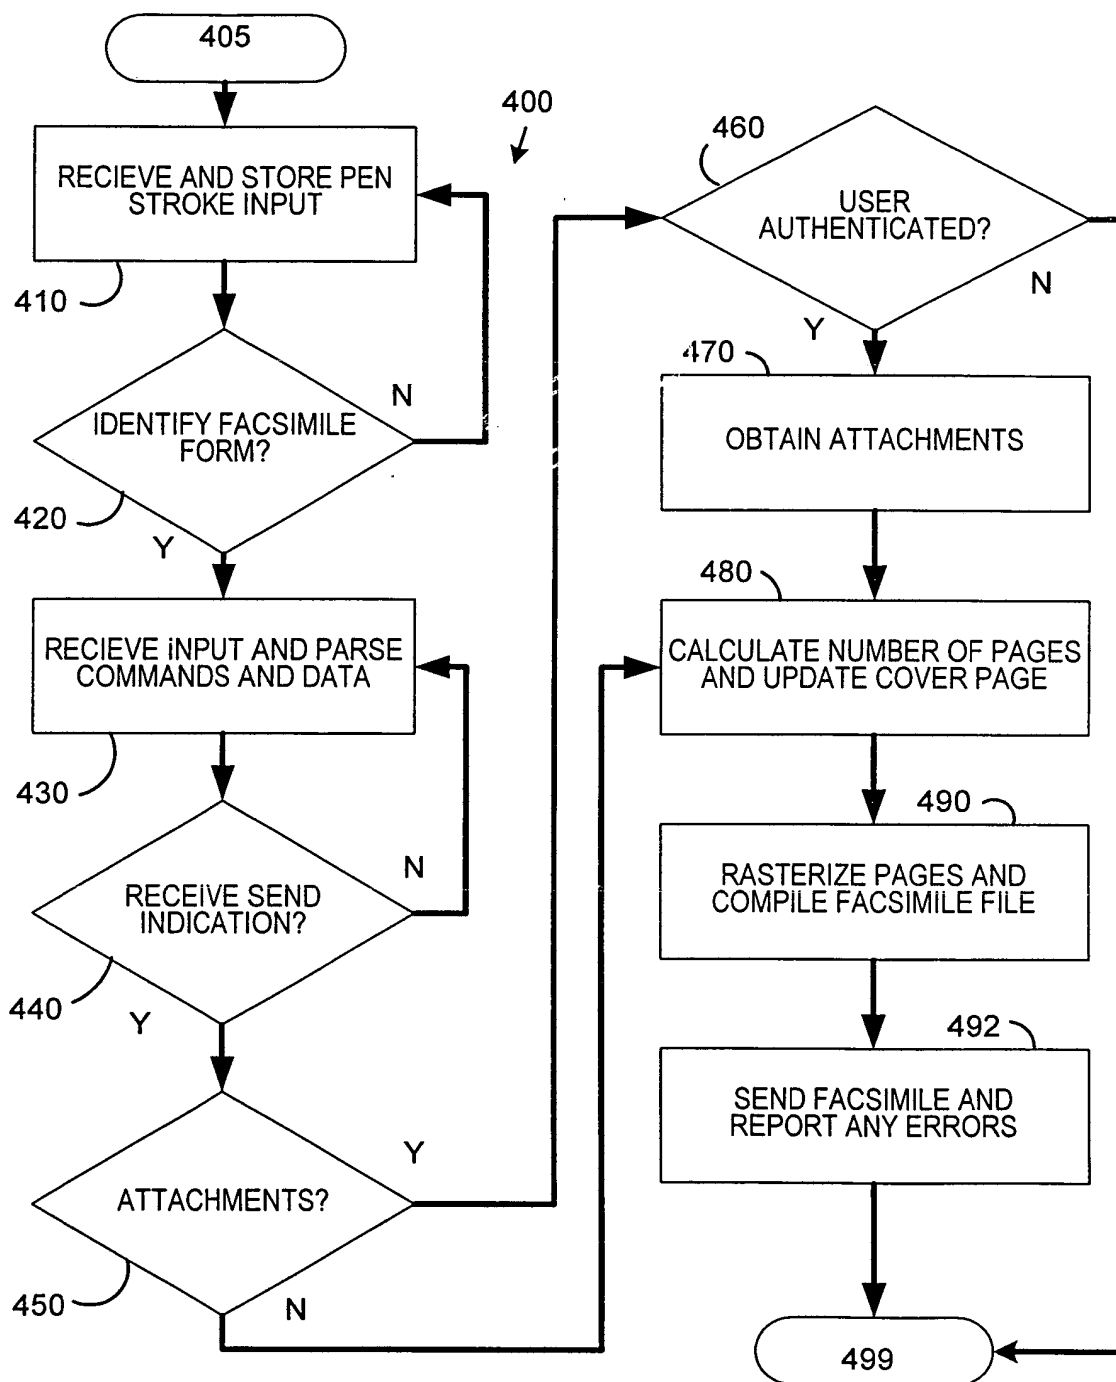 405
RECIEVE AND STORE PEN
STROKE INPUT
410
IDENTIFY FACSIMILE
FORM?
N
420
Y
RECIEVE INPUT AND PARSE
COMMANDS AND DATA
430
RECEIVE SEND
INDICATION?
N
440
Y
ATTACHMENTS?
Y
450
N
400
460
USER
AUTHENTICATED?
N
Y
470
OBTAIN ATTACHMENTS
480
CALCULATE NUMBER OF PAGES
AND UPDATE COVER PAGE
490
RASTERIZE PAGES AND
COMPILE FACSIMILE FILE
492
SEND FACSIMILE AND
REPORT ANY ERRORS
499